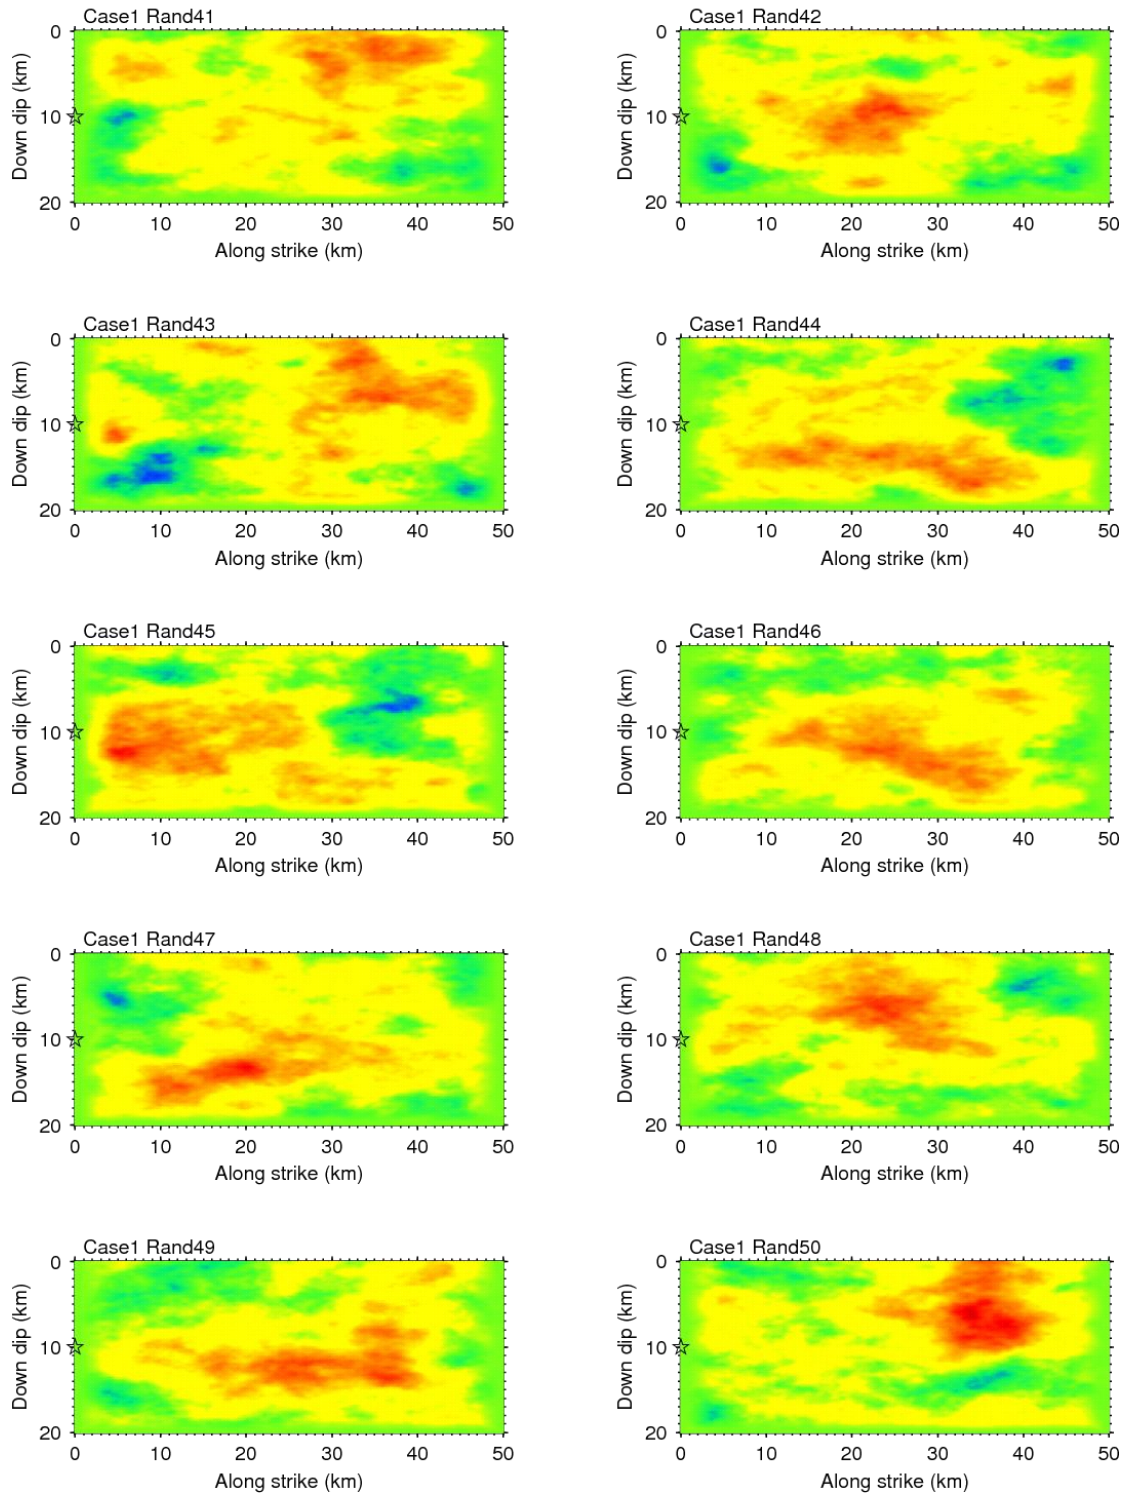 Case1 Rand41
Case1 Rand42
0
10
20
Down dip (km)
0 10 20 30 40 50
Along strike (km)
0
10
20
Down dip (km)
0 10 20 30 40 50
Along strike (km)
Case1 Rand43
Case1 Rand44
0
10
20
Down dip (km)
0 10 20 30 40 50
Along strike (km)
0
10
20
Down dip (km)
0 10 20 30 40 50
Along strike (km)
Case1 Rand45
Case1 Rand46
0
10
20
Down dip (km)
0 10 20 30 40 50
Along strike (km)
0
10
20
Down dip (km)
0 10 20 30 40 50
Along strike (km)
Case1 Rand47
Case1 Rand48
0
10
20
Down dip (km)
0 10 20 30 40 50
Along strike (km)
0
10
20
Down dip (km)
0 10 20 30 40 50
Along strike (km)
Case1 Rand49
Case1 Rand50
0
10
20
Down dip (km)
0 10 20 30 40 50
Along strike (km)
0
10
20
Down dip (km)
0 10 20 30 40 50
Along strike (km)